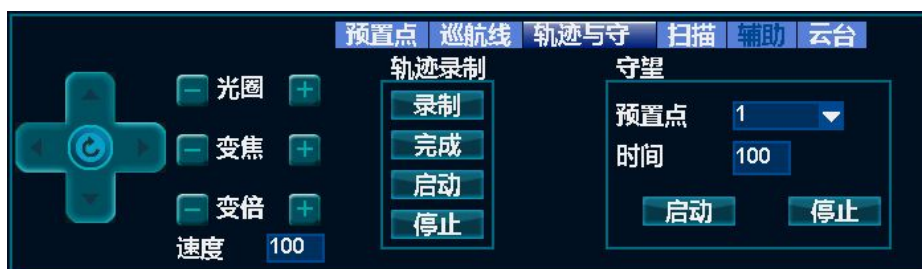 预置点 巡航线 轨迹与守 扫描 辅助 云台
光圈
变焦
变倍
速度 100
轨迹录制
录制
完成
启动
停止
守望
预置点 1
时间 100
启动 停止